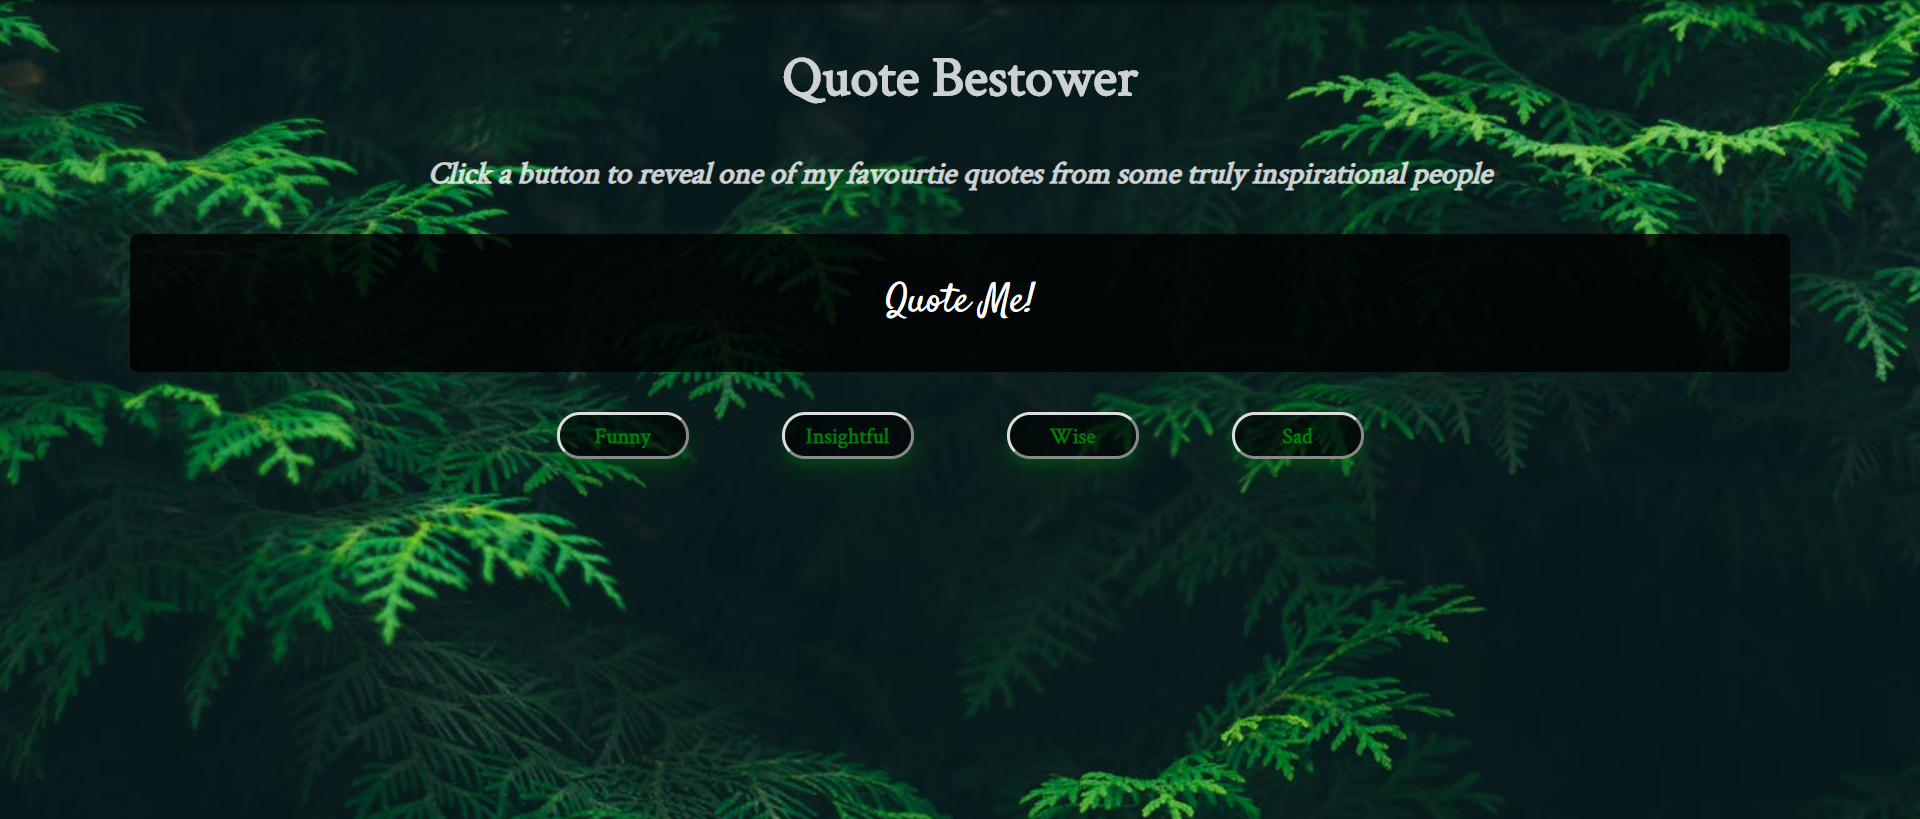 Quote Bestower
Click a button to reveal one of my favourtie quotes from some truly inspirational people
Quote Me!
Funny
Insightful
Wise
Sad